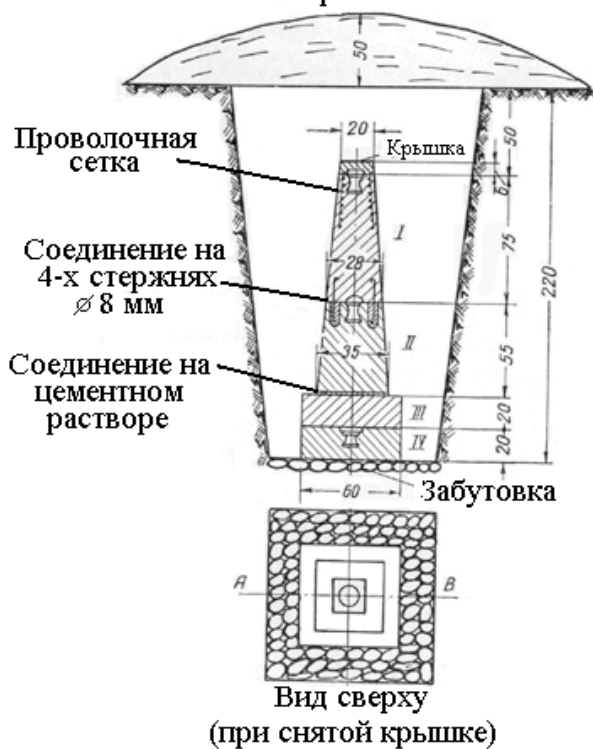 50
20
Проволочная
сетка
Крышка
50
6
I
75
Соединение на
4-х стержнях
⌀ 8 мм
28
220
II
55
35
Соединение на
цементном
растворе
III
20
IV
20
60
Забутовка
A
B
Вид сверху
(при снятой крышке)